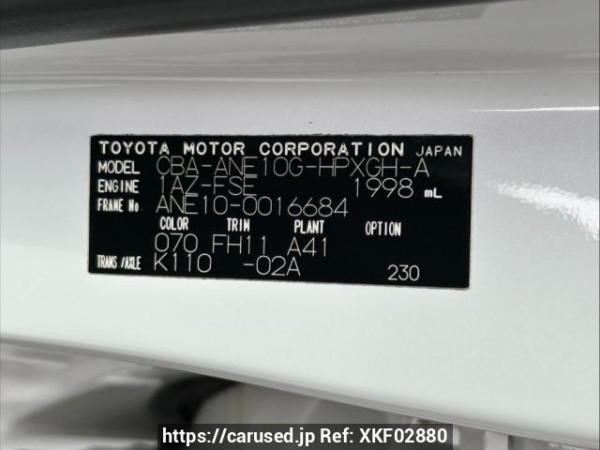 TOYOTA MOTOR CORPORATION JAPAN
MODEL CBA-ANE10G-HPXGH-A
ENGINE 1AZ-FSE 1998 mL
FRAME No. ANE10-0016684
COLOR TRIM PLANT OPTION
070 FH11 A41
TRANS/AXLE K110 -02A 230
https://carused.jp Ref: XKF02880